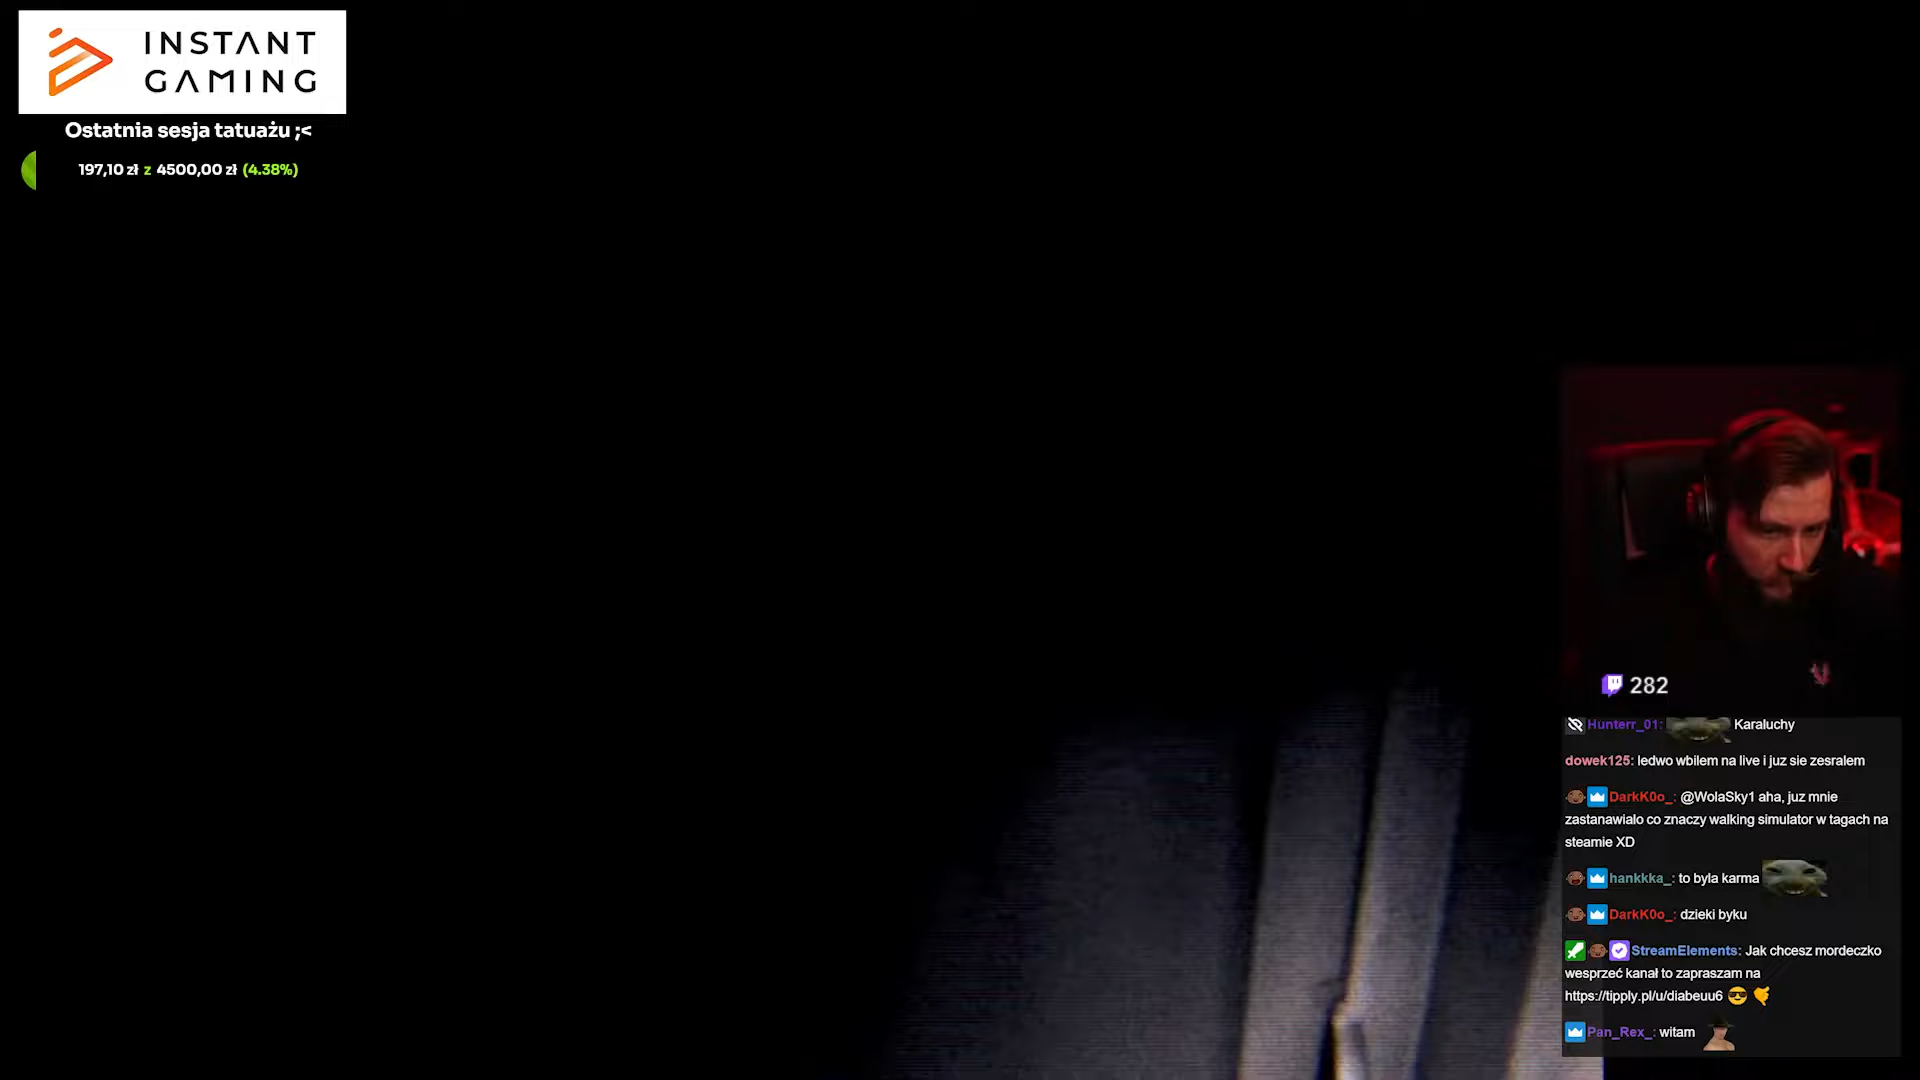 INSTANT
GAMING
Ostatnia sesja tatuażu ;<
197,10 zł z 4500,00 zł (4.38%)
282
Hunterr_01: Karaluchy
dowek125: ledwo wbilem na live i juz sie zesralem
DarkK0o_: @WolaSky1 aha, juz mnie
zastanawialo co znaczy walking simulator w tagach na
steamie XD
hankkka_: to byla karma
DarkK0o_: dzieki byku
StreamElements: Jak chcesz mordeczko
wesprzeć kanał to zapraszam na
https://tipply.pl/u/diabeuu6
Pan_Rex_: witam